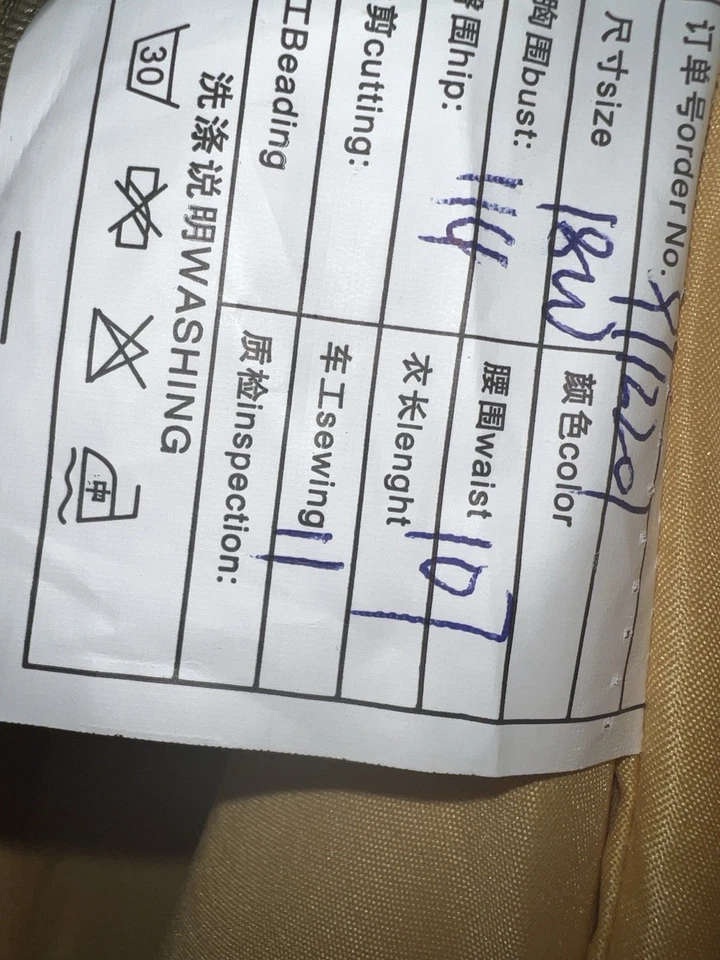 订单号order No.
尺寸size 18W 颜色color
胸围bust: 114 腰围waist 107
围hip: 衣长lenght
剪cutting: 车工sewing 11
工Beading 质检inspection:
洗涤说明WASHING
30 中